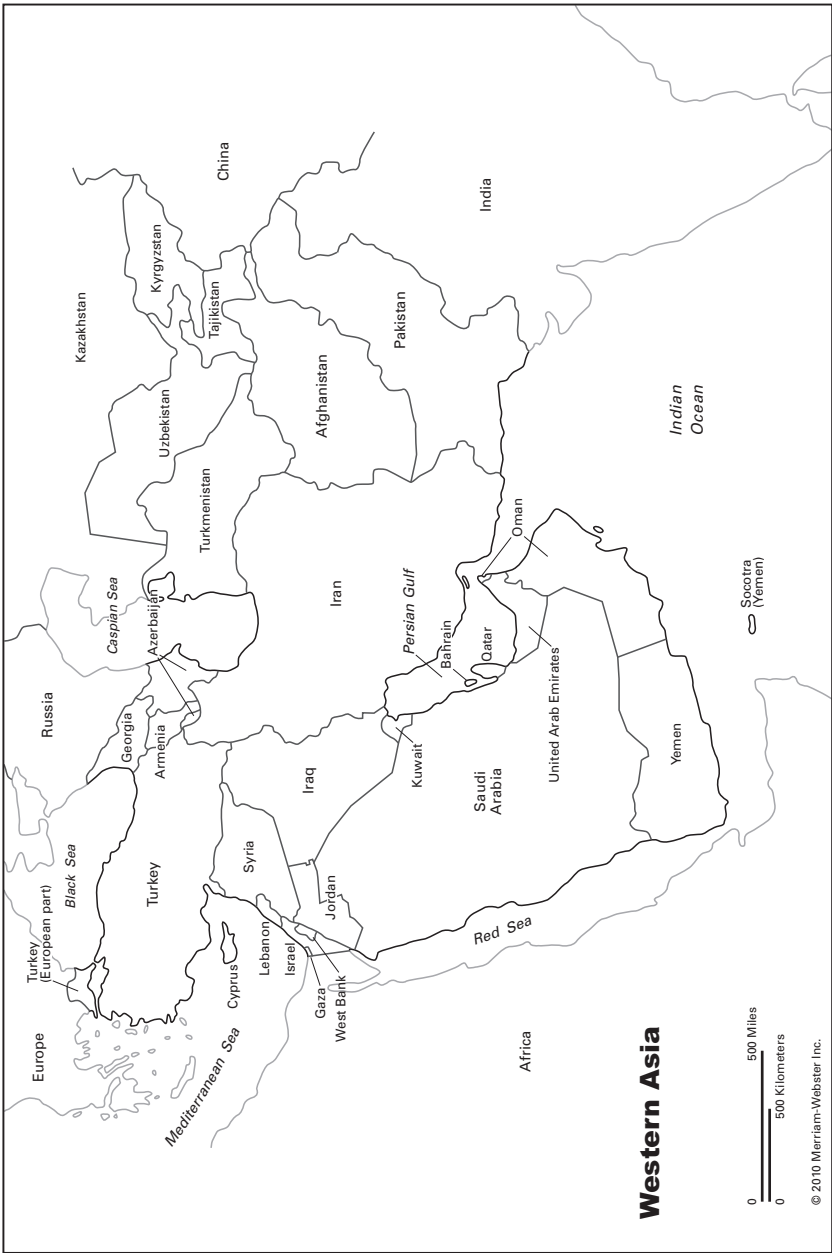 Europe
Turkey
(European part)
Black Sea
Russia
Caspian Sea
Kazakhstan
Georgia
Armenia
Azerbaijan
Turkey
Uzbekistan
Kyrgyzstan
Turkmenistan
Tajikistan
China
Mediterranean Sea
Cyprus
Lebanon
Israel
Syria
Iraq
Iran
Afghanistan
Gaza
West Bank
Jordan
Kuwait
Persian Gulf
Bahrain
Qatar
Pakistan
India
Africa
Red Sea
Saudi
Arabia
United Arab Emirates
Oman
Yemen
Indian
Ocean
Socotra
(Yemen)
Western Asia
0
500 Miles
0
500 Kilometers
© 2010 Merriam-Webster Inc.